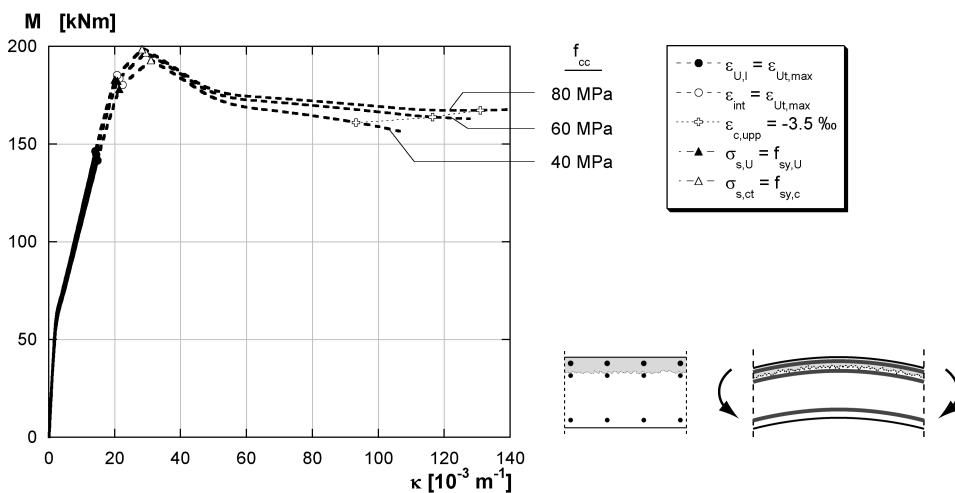 M [kNm]
200
150
100
50
0
0 20 40 60 80 100 120 140
κ [10⁻³ m⁻¹]
f_cc
80 MPa
60 MPa
40 MPa
ε_U,l = ε_Ut,max
ε_int = ε_Ut,max
ε_c,upp = -3.5 ‰
σ_s,U = f_sy,U
σ_s,ct = f_sy,c